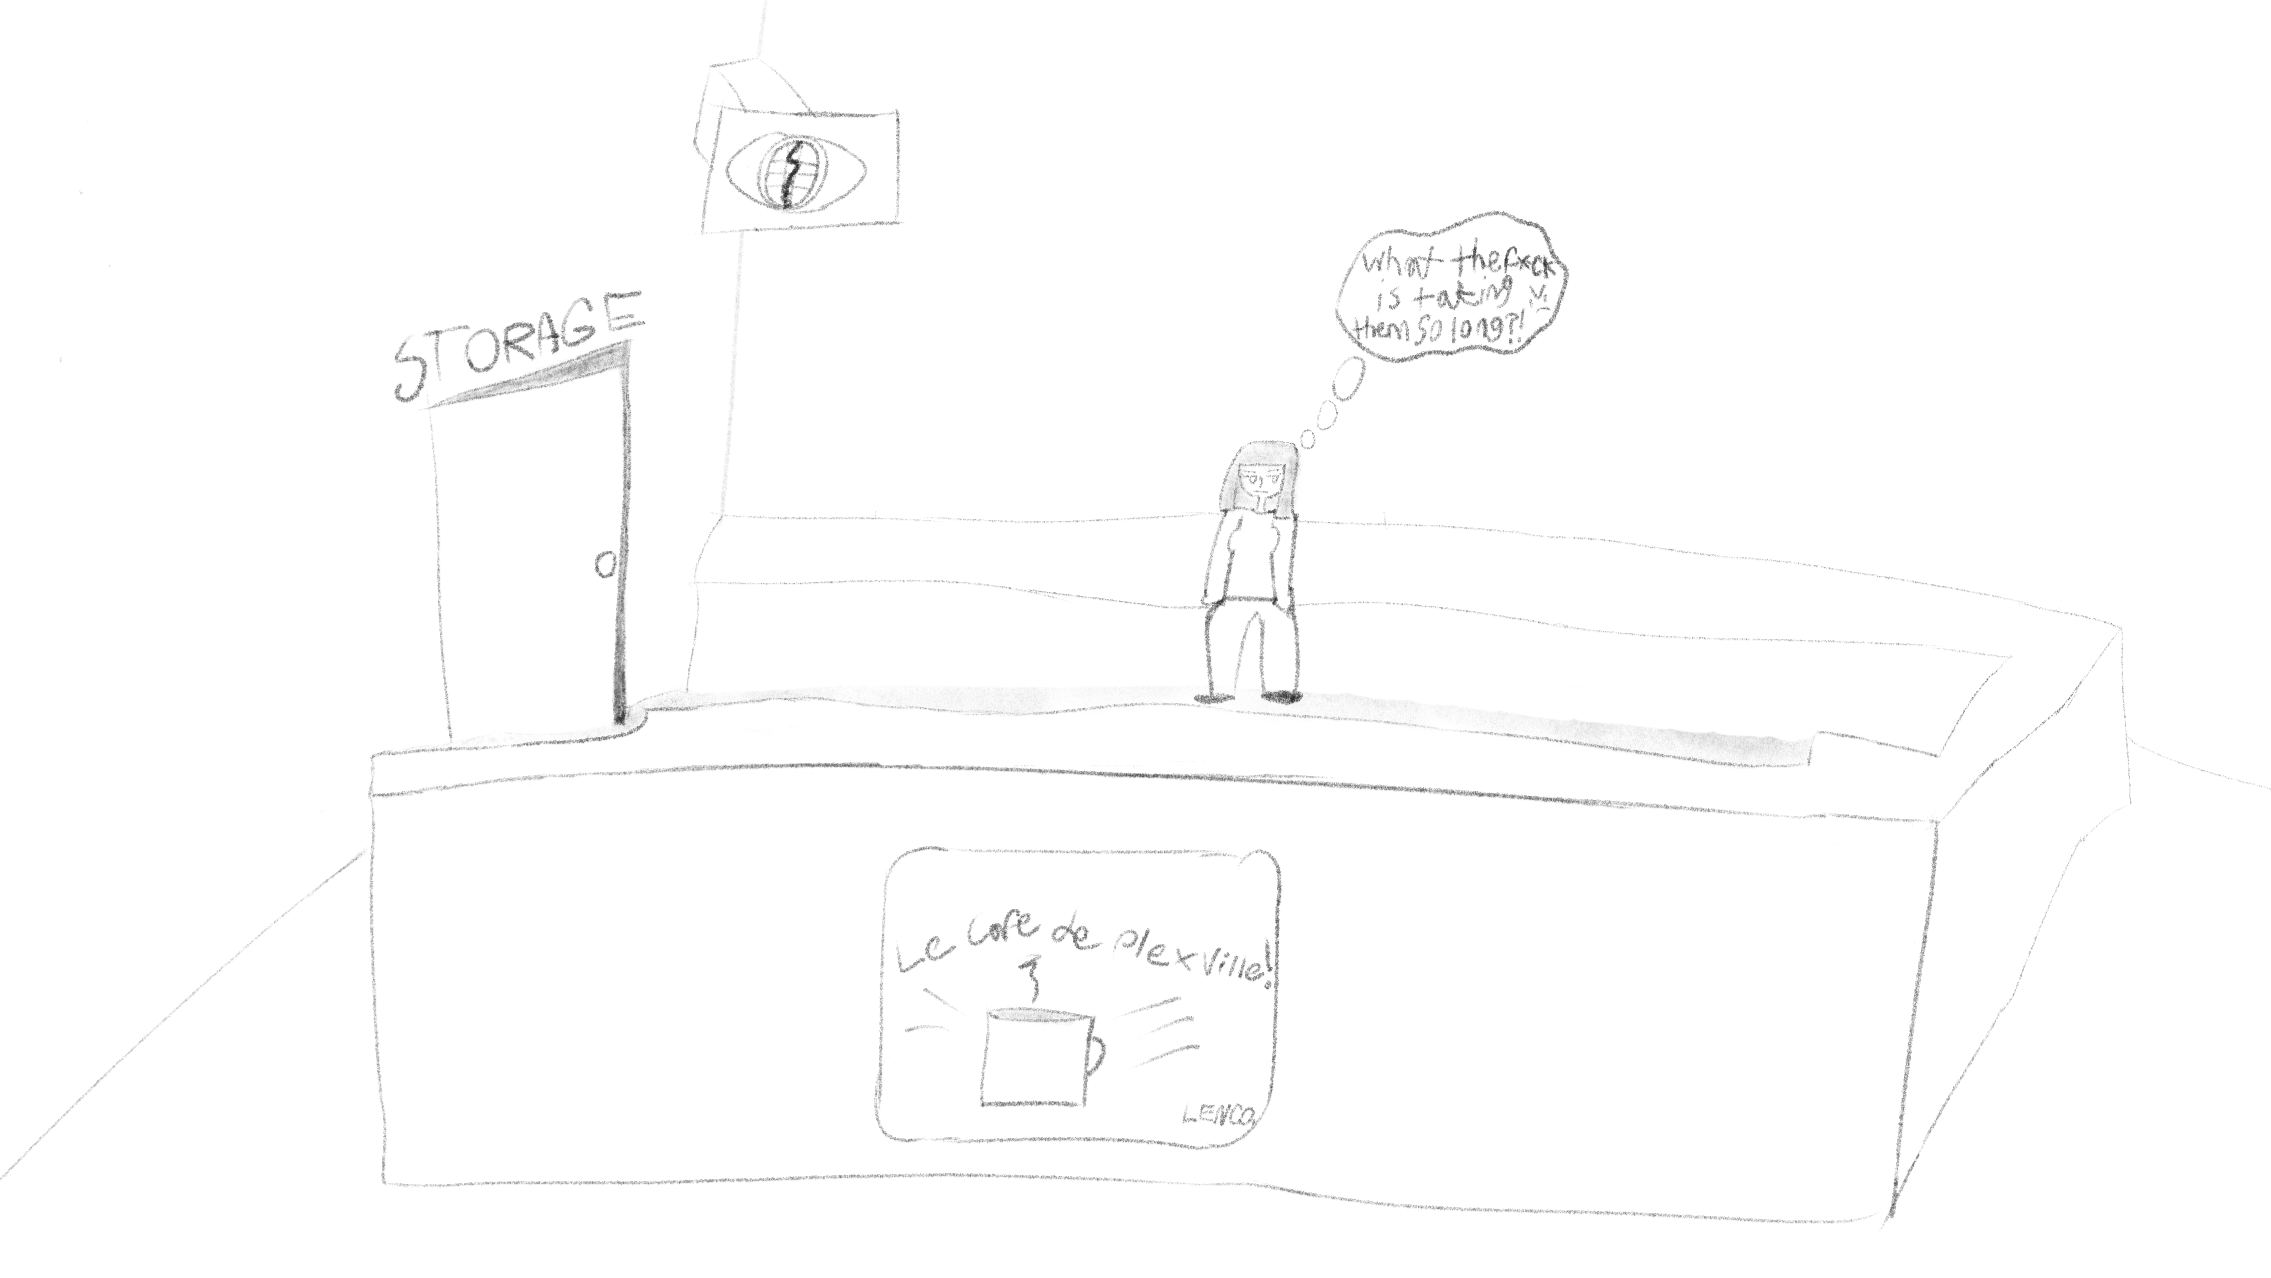 STORAGE
What the fxck
is taking
them so long?!
Le Cafe de Plexville!
LENCO